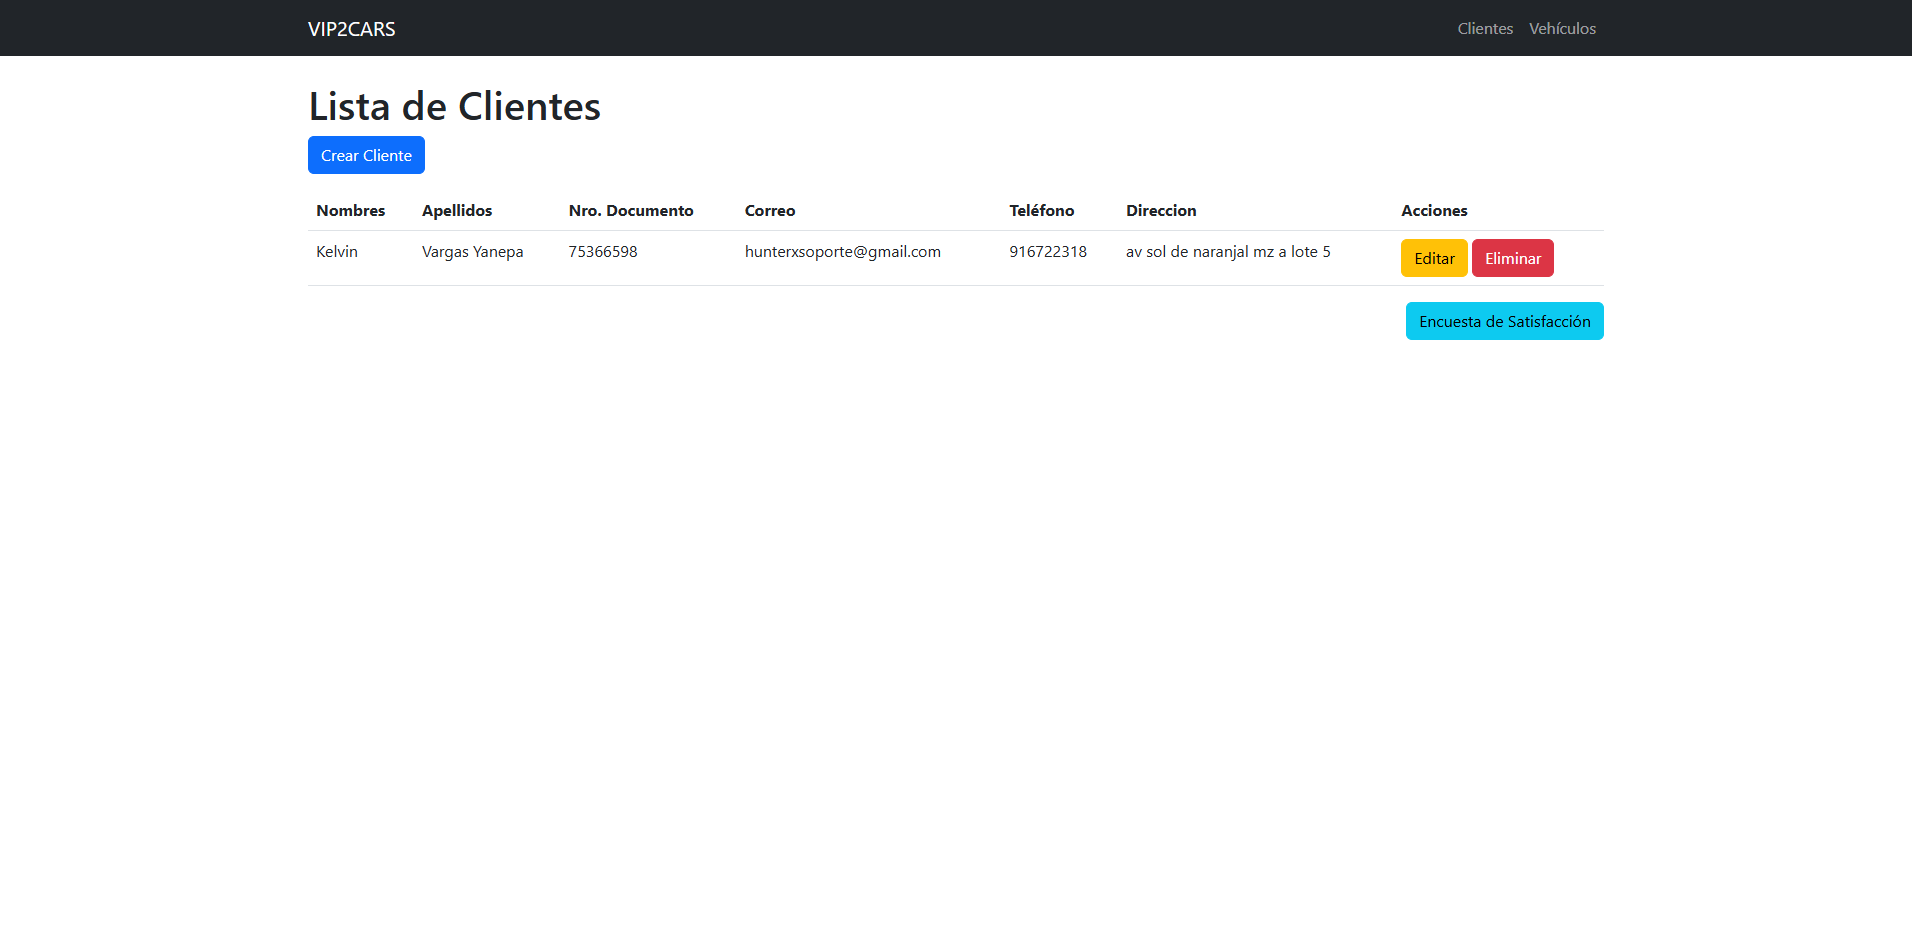 VIP2CARS Clientes Vehículos
Lista de Clientes
Crear Cliente
Nombres Apellidos Nro. Documento Correo Teléfono Direccion Acciones
Kelvin Vargas Yanepa 75366598 hunterxsoporte@gmail.com 916722318 av sol de naranjal mz a lote 5 Editar Eliminar
Encuesta de Satisfacción